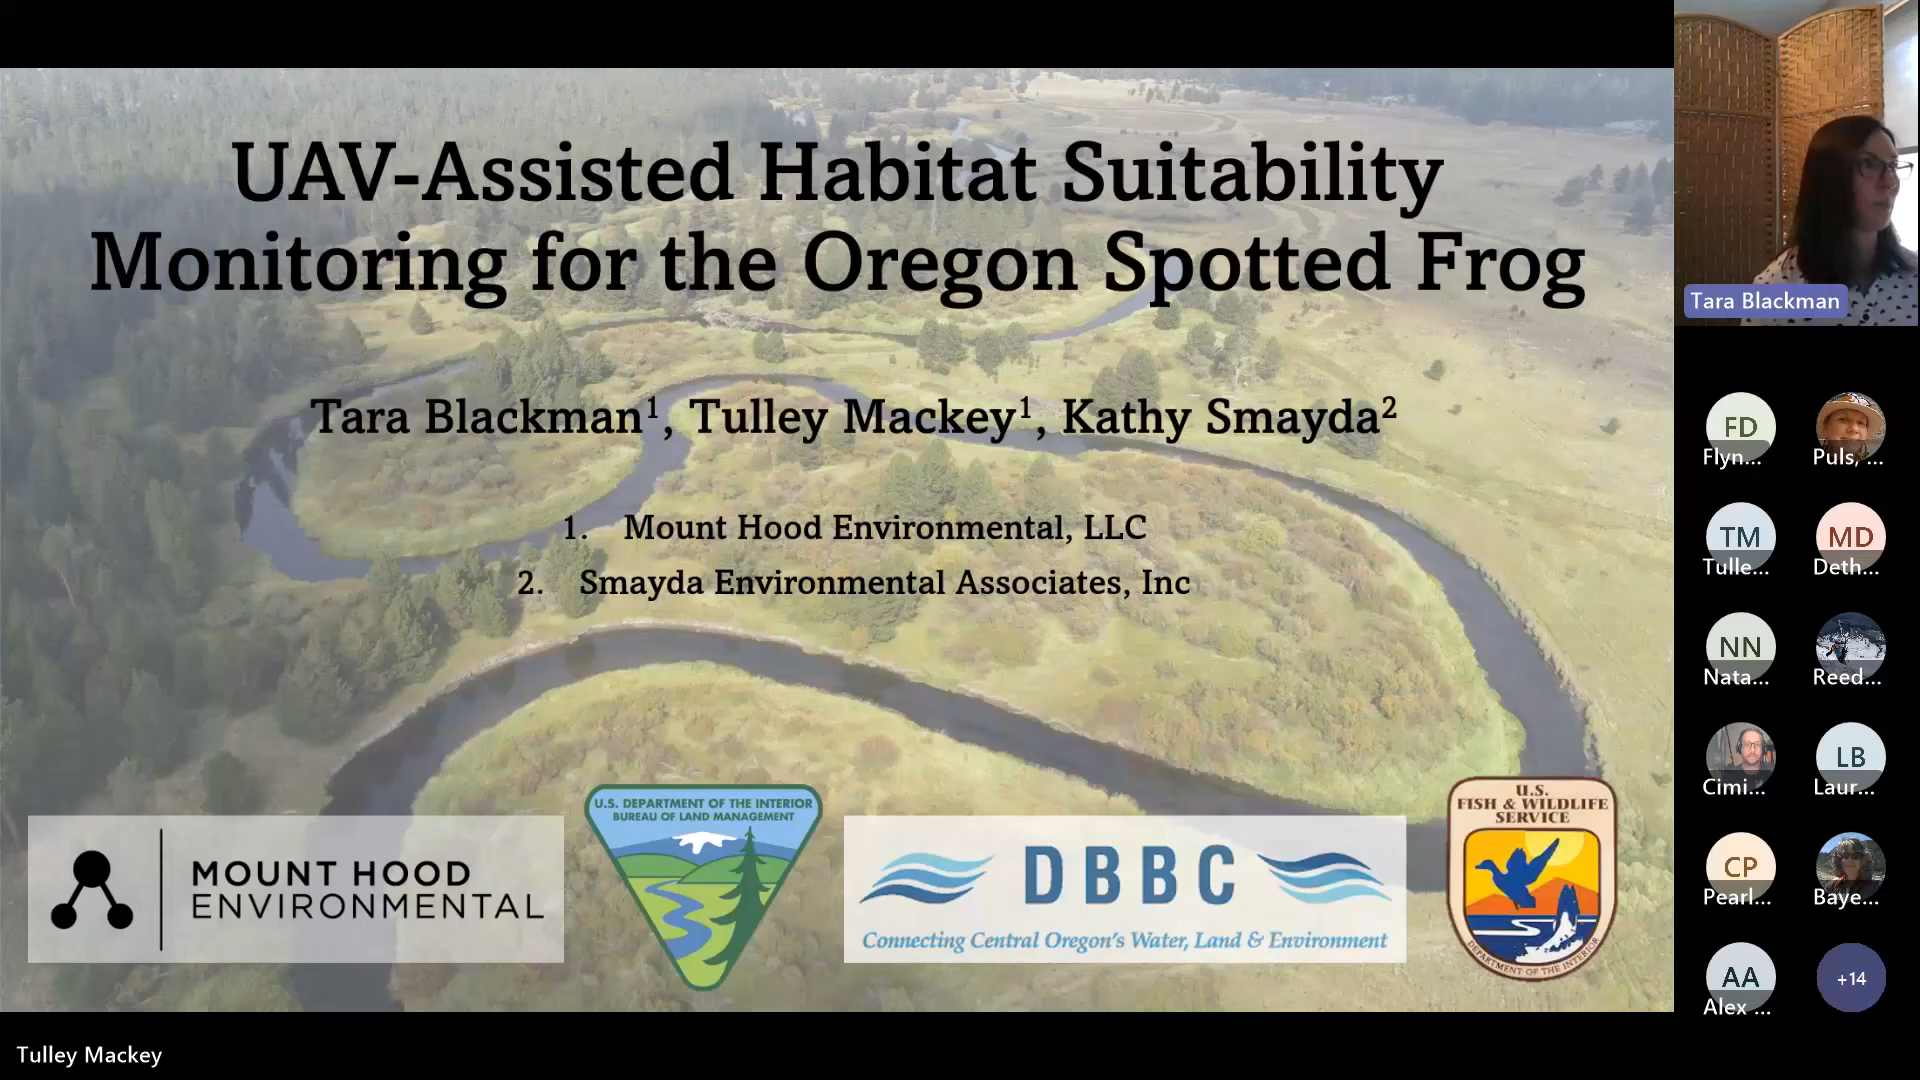 UAV-Assisted Habitat Suitability
Monitoring for the Oregon Spotted Frog
Tara Blackman¹, Tulley Mackey¹, Kathy Smayda²
1. Mount Hood Environmental, LLC
2. Smayda Environmental Associates, Inc
MOUNT HOOD
ENVIRONMENTAL
U.S. DEPARTMENT OF THE INTERIOR
BUREAU OF LAND MANAGEMENT
DBBC
Connecting Central Oregon's Water, Land & Environment
U.S.
FISH & WILDLIFE
SERVICE
DEPARTMENT OF THE INTERIOR
Tara Blackman
FD
Flyn...
Puls, ...
TM
Tulle...
MD
Deth...
NN
Nata...
Reed...
Cimi...
LB
Laur...
CP
Pearl...
Baye...
AA
Alex ...
+14
Tulley Mackey